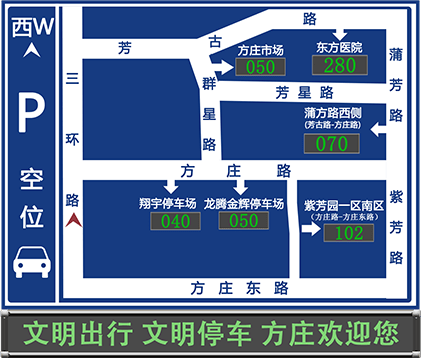 西W
P
空位
三环路
芳古路
方庄市场
050
东方医院
280
蒲芳路
群星路
芳星路
蒲方路西侧
(芳古路-方庄路)
070
方庄路
翔宇停车场
040
龙腾金辉停车场
050
紫芳园一区南区
(方庄路-方庄东路)
102
紫芳路
方庄东路
文明出行 文明停车 方庄欢迎您